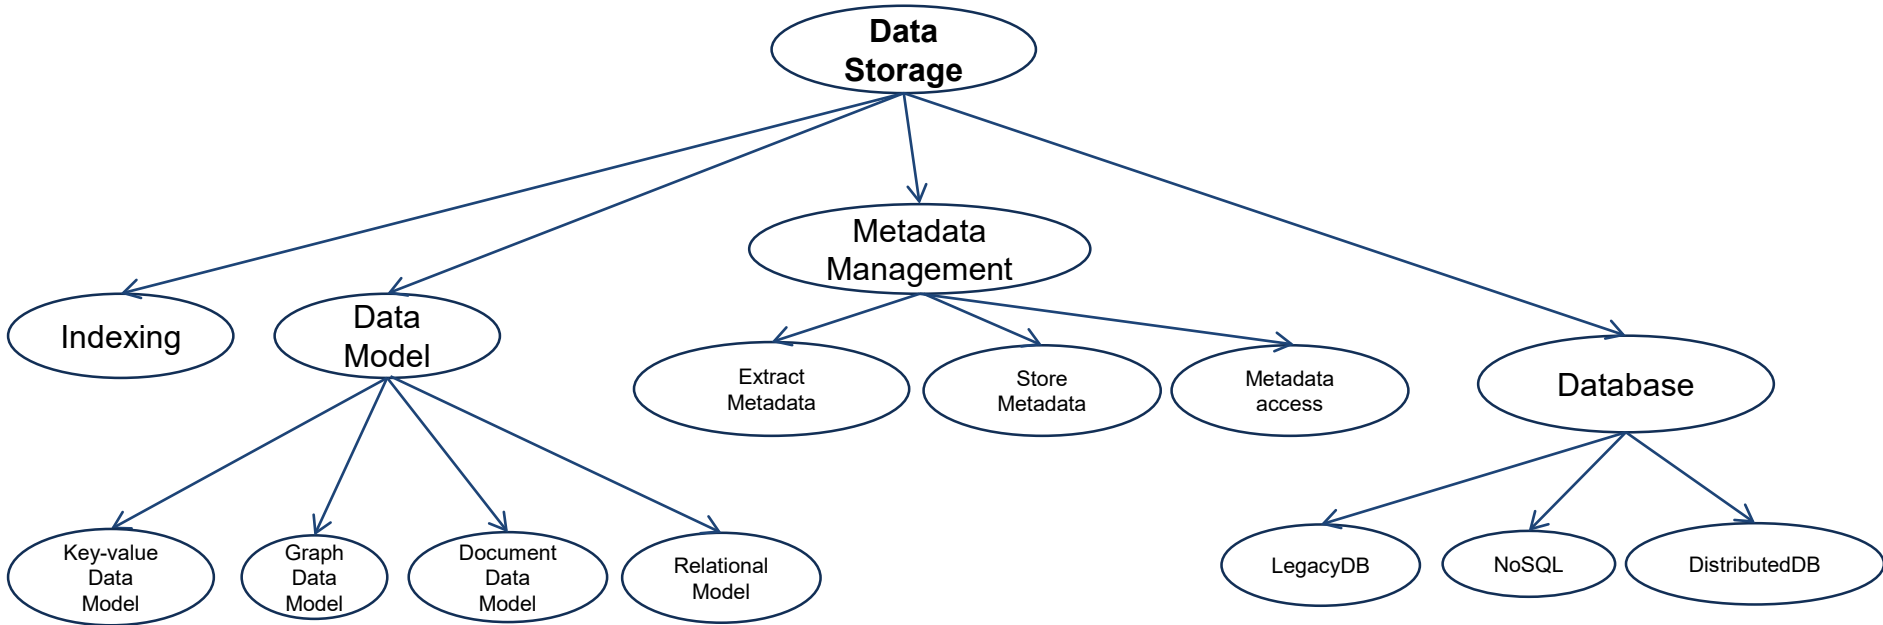 Data
Storage
Metadata
Management
Indexing
Data
Model
Extract
Metadata
Store
Metadata
Metadata
access
Database
Key-value
Data
Model
Graph
Data
Model
Document
Data
Model
Relational
Model
LegacyDB
NoSQL
DistributedDB